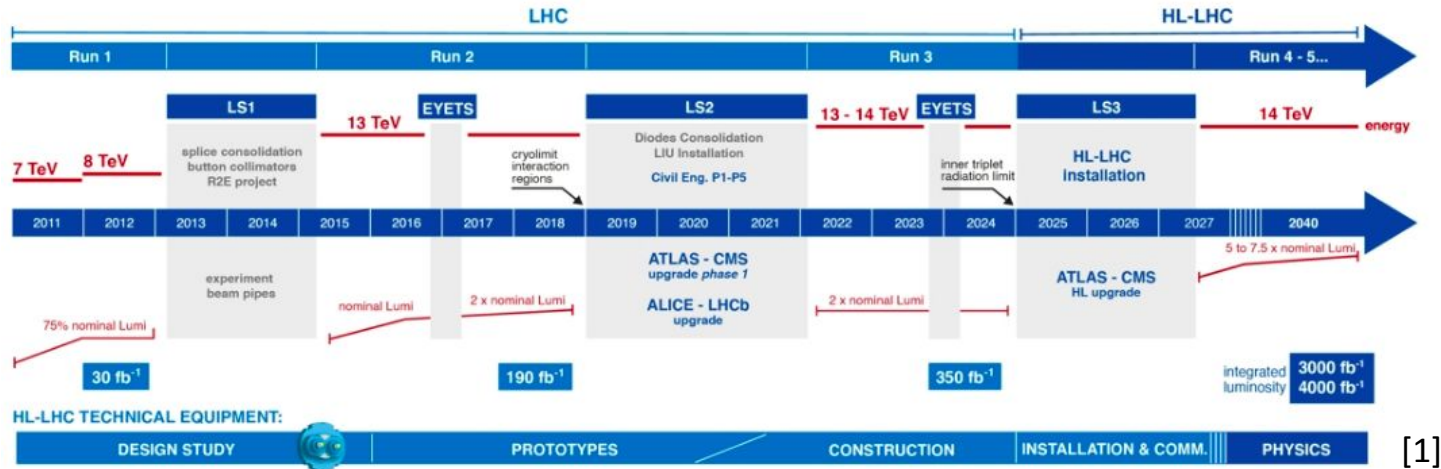 LHC
HL-LHC
Run 1
Run 2
Run 3
Run 4 - 5...
LS1
EYETS
LS2
EYETS
LS3
7 TeV
8 TeV
13 TeV
13 - 14 TeV
14 TeV
energy
splice consolidation
button collimators
R2E project
cryolimit
interaction
regions
Diodes Consolidation
LIU Installation
Civil Eng. P1-P5
inner triplet
radiation limit
HL-LHC
installation
2011
2012
2013
2014
2015
2016
2017
2018
2019
2020
2021
2022
2023
2024
2025
2026
2027
2040
75% nominal Lumi
experiment
beam pipes
nominal Lumi
2 x nominal Lumi
ATLAS - CMS
upgrade phase 1
ALICE - LHCb
upgrade
2 x nominal Lumi
ATLAS - CMS
HL upgrade
5 to 7.5 x nominal Lumi
30 fb⁻¹
190 fb⁻¹
350 fb⁻¹
integrated
luminosity
3000 fb⁻¹
4000 fb⁻¹
HL-LHC TECHNICAL EQUIPMENT:
DESIGN STUDY
PROTOTYPES
CONSTRUCTION
INSTALLATION & COMM.
PHYSICS
[1]